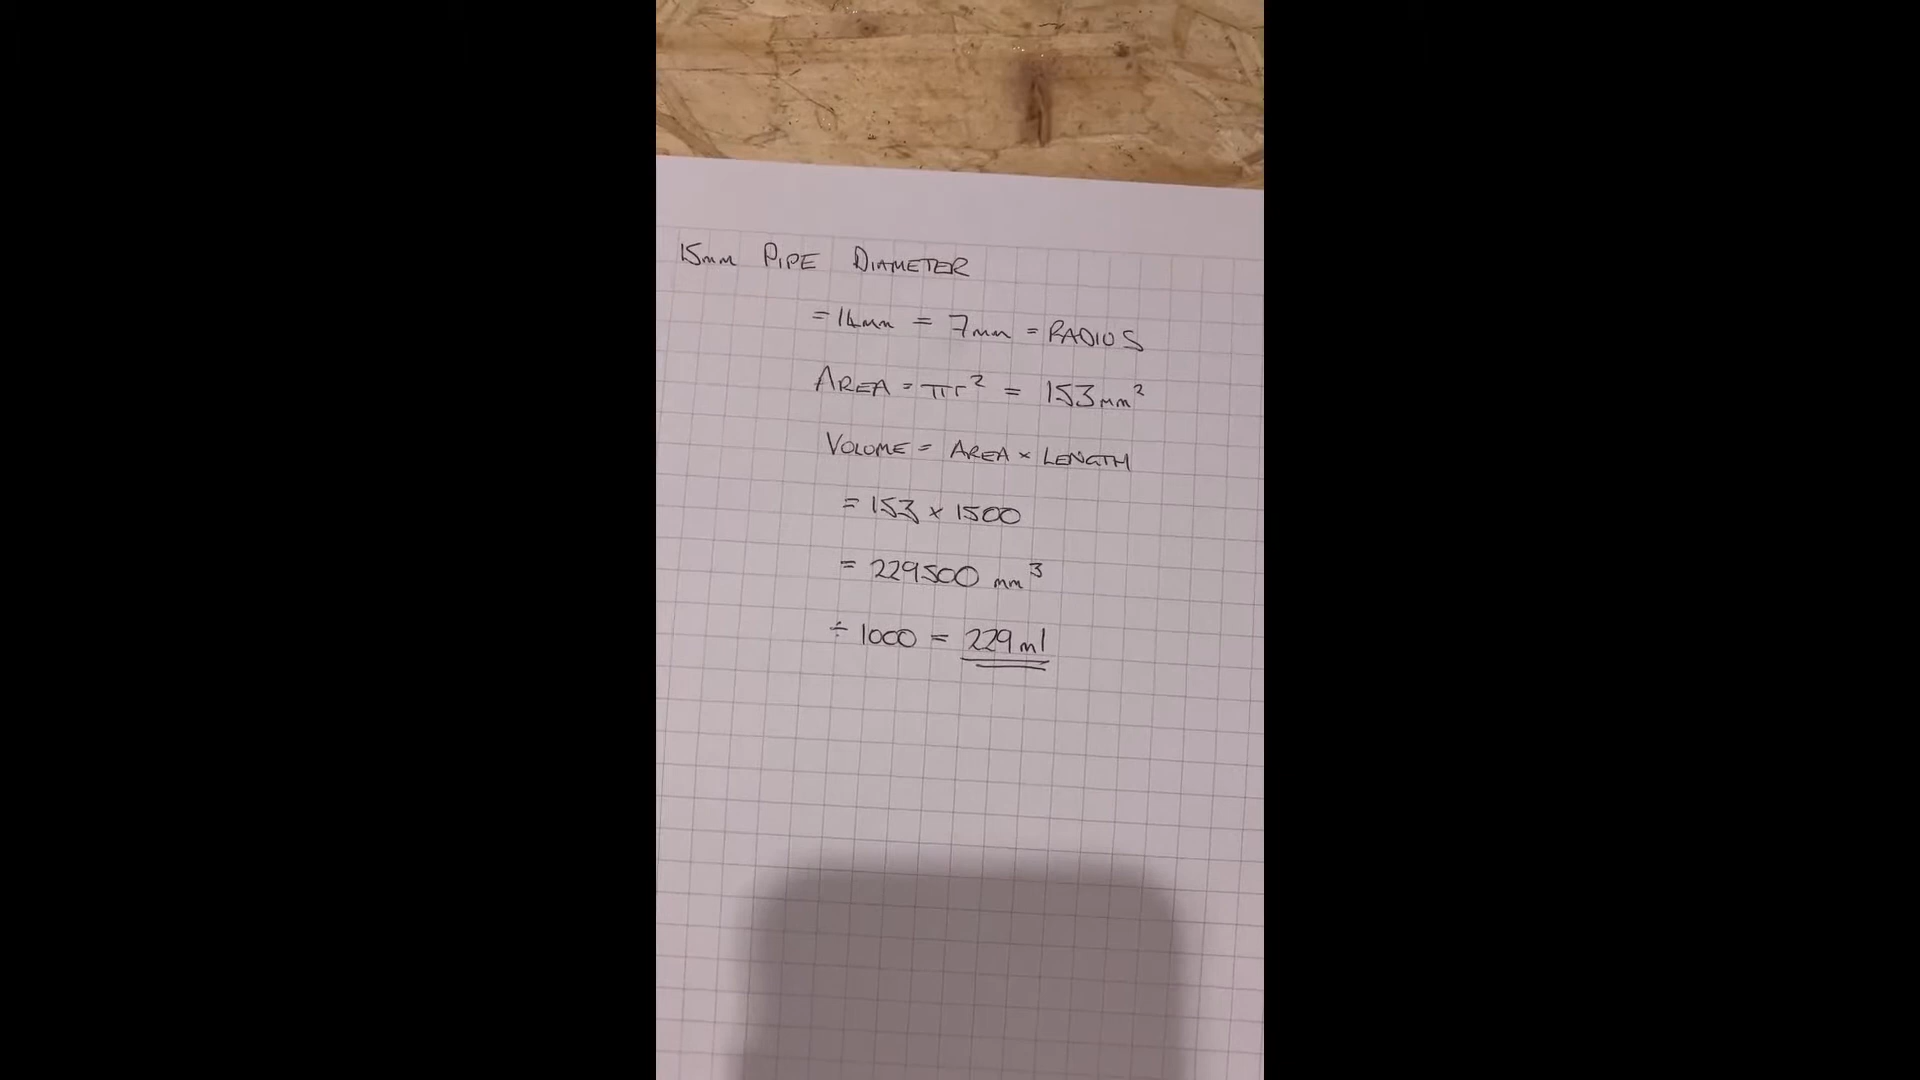 15mm PIPE DIAMETER
= 14mm = 7mm = RADIUS
AREA = πr² = 153mm²
VOLUME = AREA × LENGTH
= 153 × 1500
= 229500 mm³
÷ 1000 = 229ml